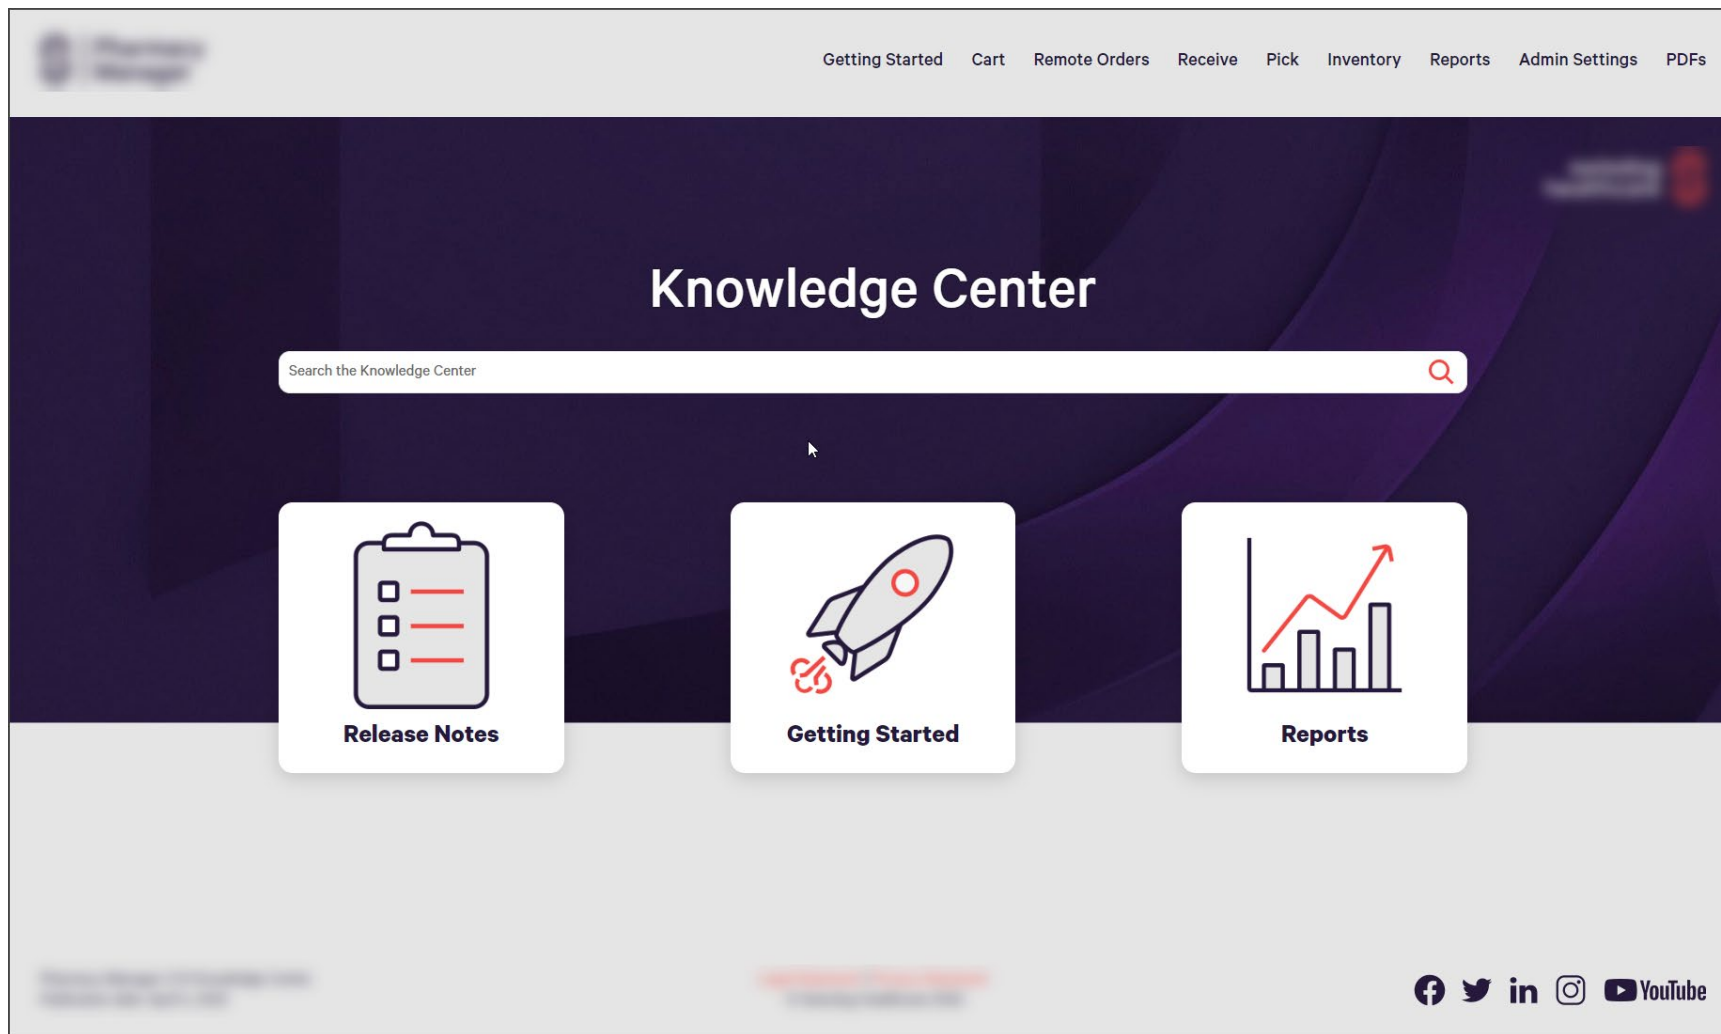 Getting Started Cart Remote Orders Receive Pick Inventory Reports Admin Settings PDFs
Knowledge Center
Search the Knowledge Center
Release Notes
Getting Started
Reports
YouTube